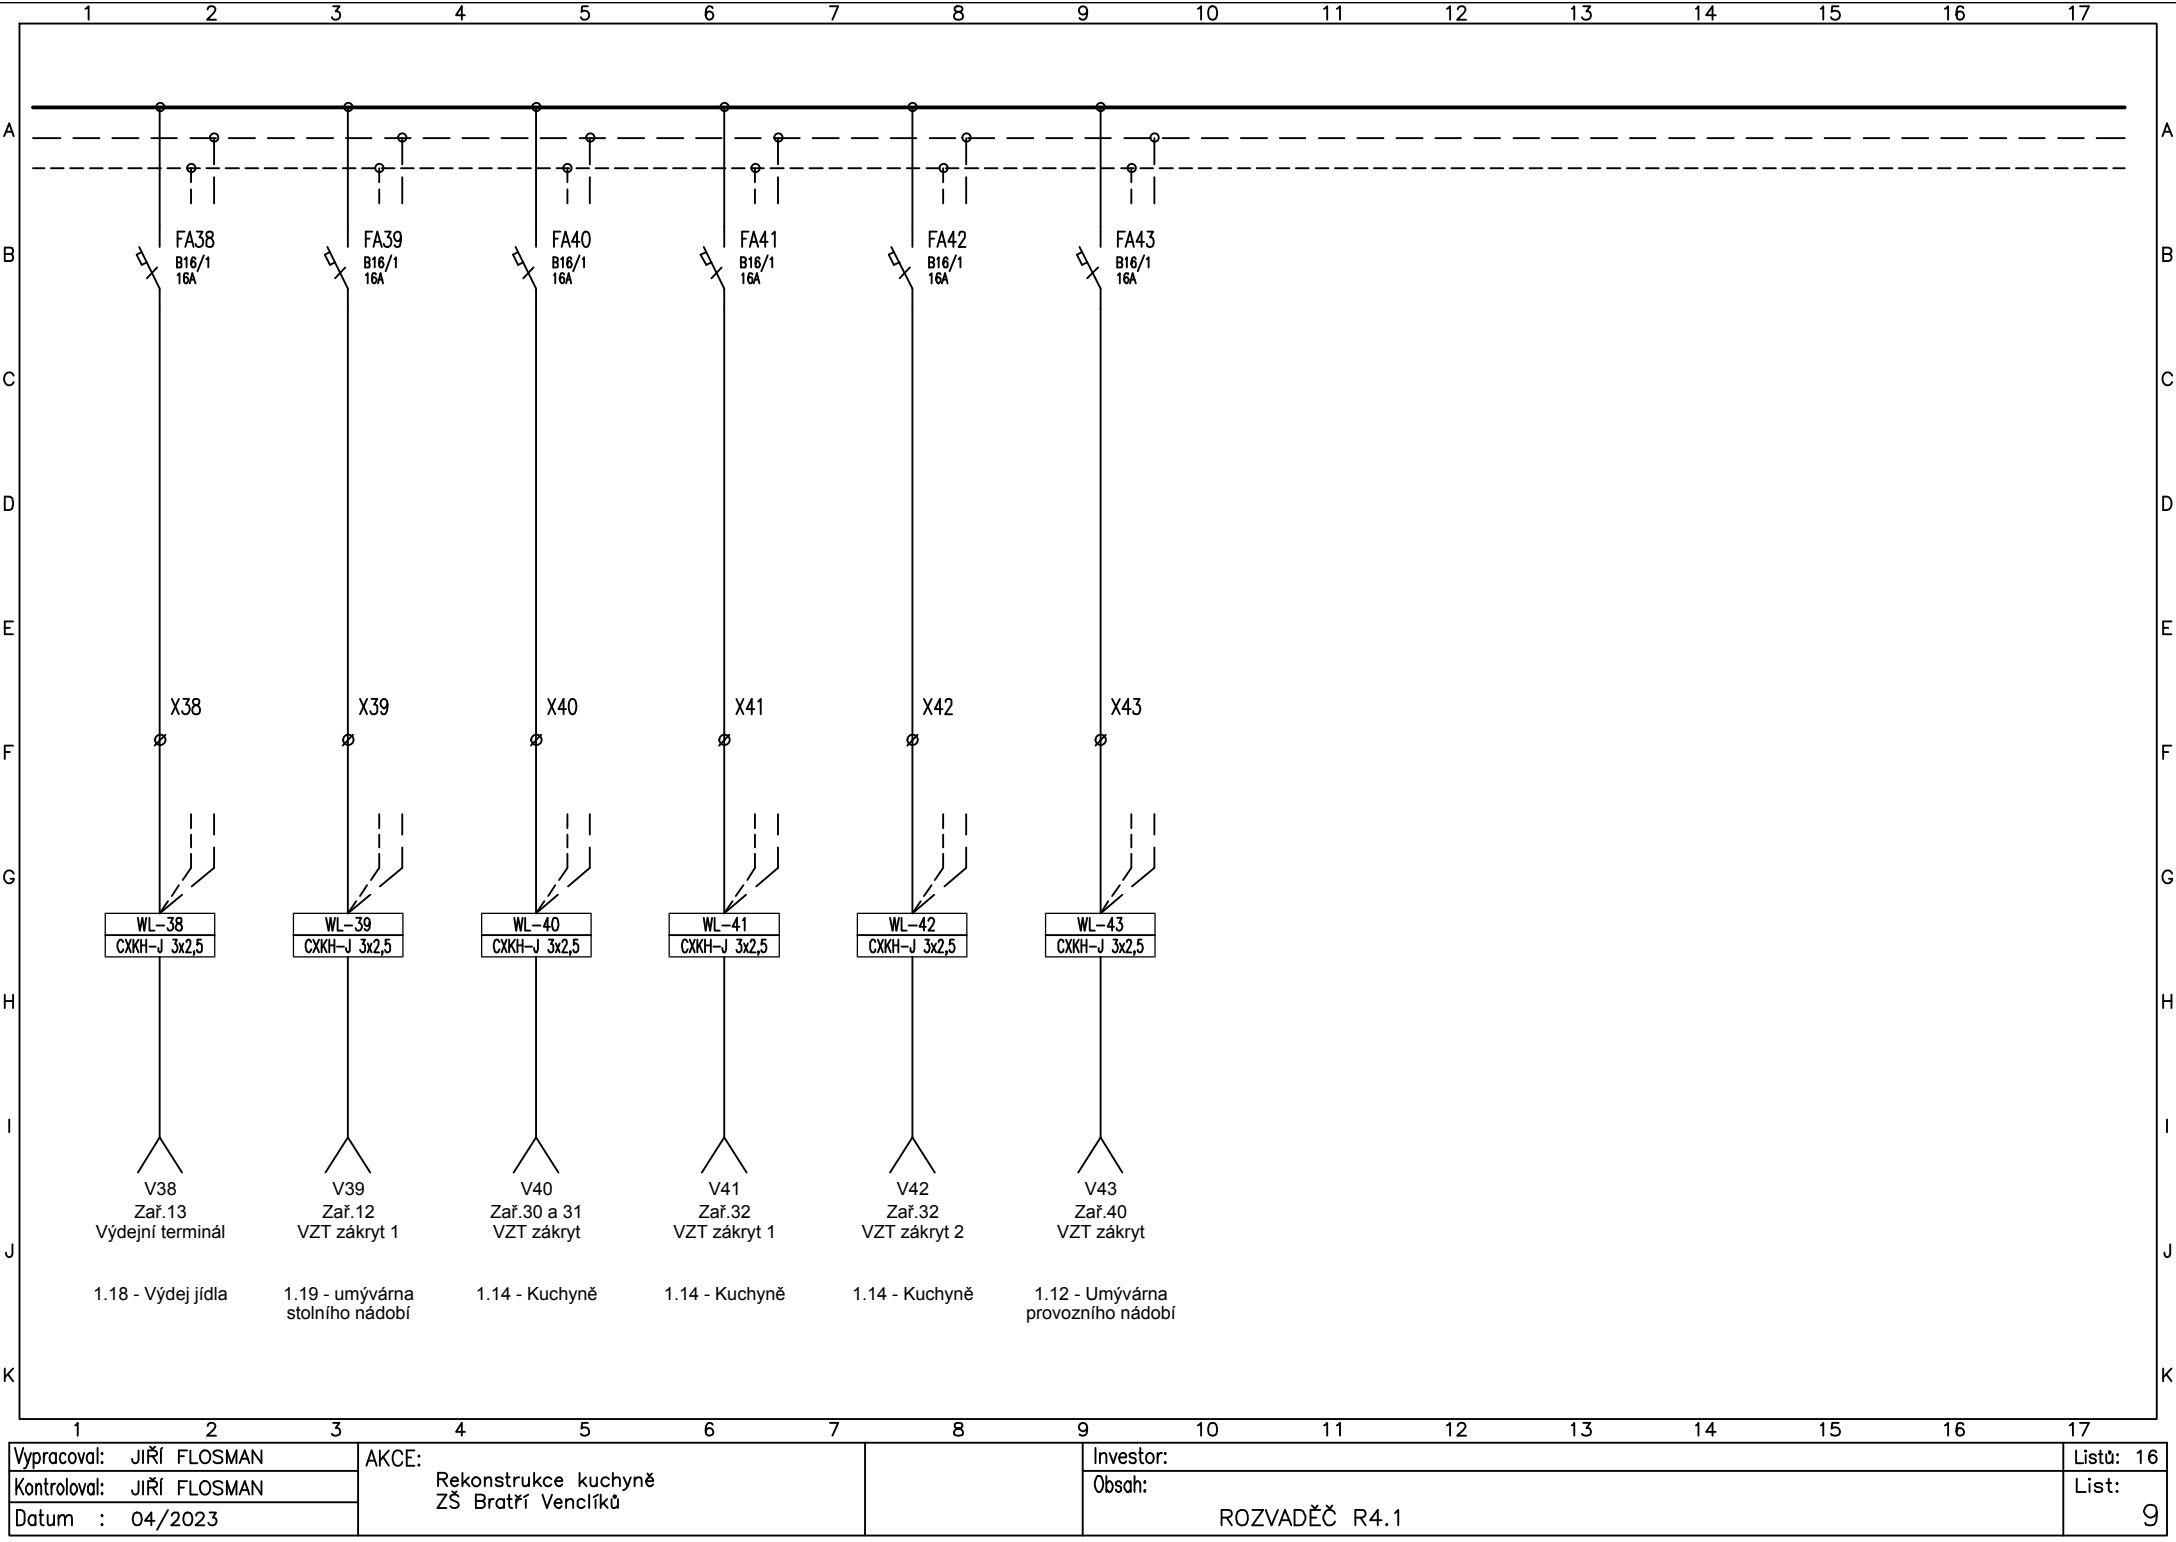 1 2 3 4 5 6 7 8 9 10 11 12 13 14 15 16 17
A A
FA38 FA39 FA40 FA41 FA42 FA43
B B16/1 B16/1 B16/1 B16/1 B16/1 B16/1 B
16A 16A 16A 16A 16A 16A
C C
D D
E E
X38 X39 X40 X41 X42 X43
F F
G G
WL-38 WL-39 WL-40 WL-41 WL-42 WL-43
CXKH-J 3x2,5 CXKH-J 3x2,5 CXKH-J 3x2,5 CXKH-J 3x2,5 CXKH-J 3x2,5 CXKH-J 3x2,5
H H
I I
V38 V39 V40 V41 V42 V43
Zař.13 Zař.12 Zař.30 a 31 Zař.32 Zař.32 Zař.40
Výdejní terminál VZT zákryt 1 VZT zákryt VZT zákryt 1 VZT zákryt 2 VZT zákryt
J J
1.18 - Výdej jídla 1.19 - umývárna 1.14 - Kuchyně 1.14 - Kuchyně 1.14 - Kuchyně 1.12 - Umývárna
stolního nádobí provozního nádobí
K K
1 2 3 4 5 6 7 8 9 10 11 12 13 14 15 16 17
Vypracoval: JIŘÍ FLOSMAN AKCE: Investor: Listů: 16
Rekonstrukce kuchyně
Kontroloval: JIŘÍ FLOSMAN Obsah: List:
ZŠ Bratří Venclíků
Datum : 04/2023 ROZVADĚČ R4.1 9